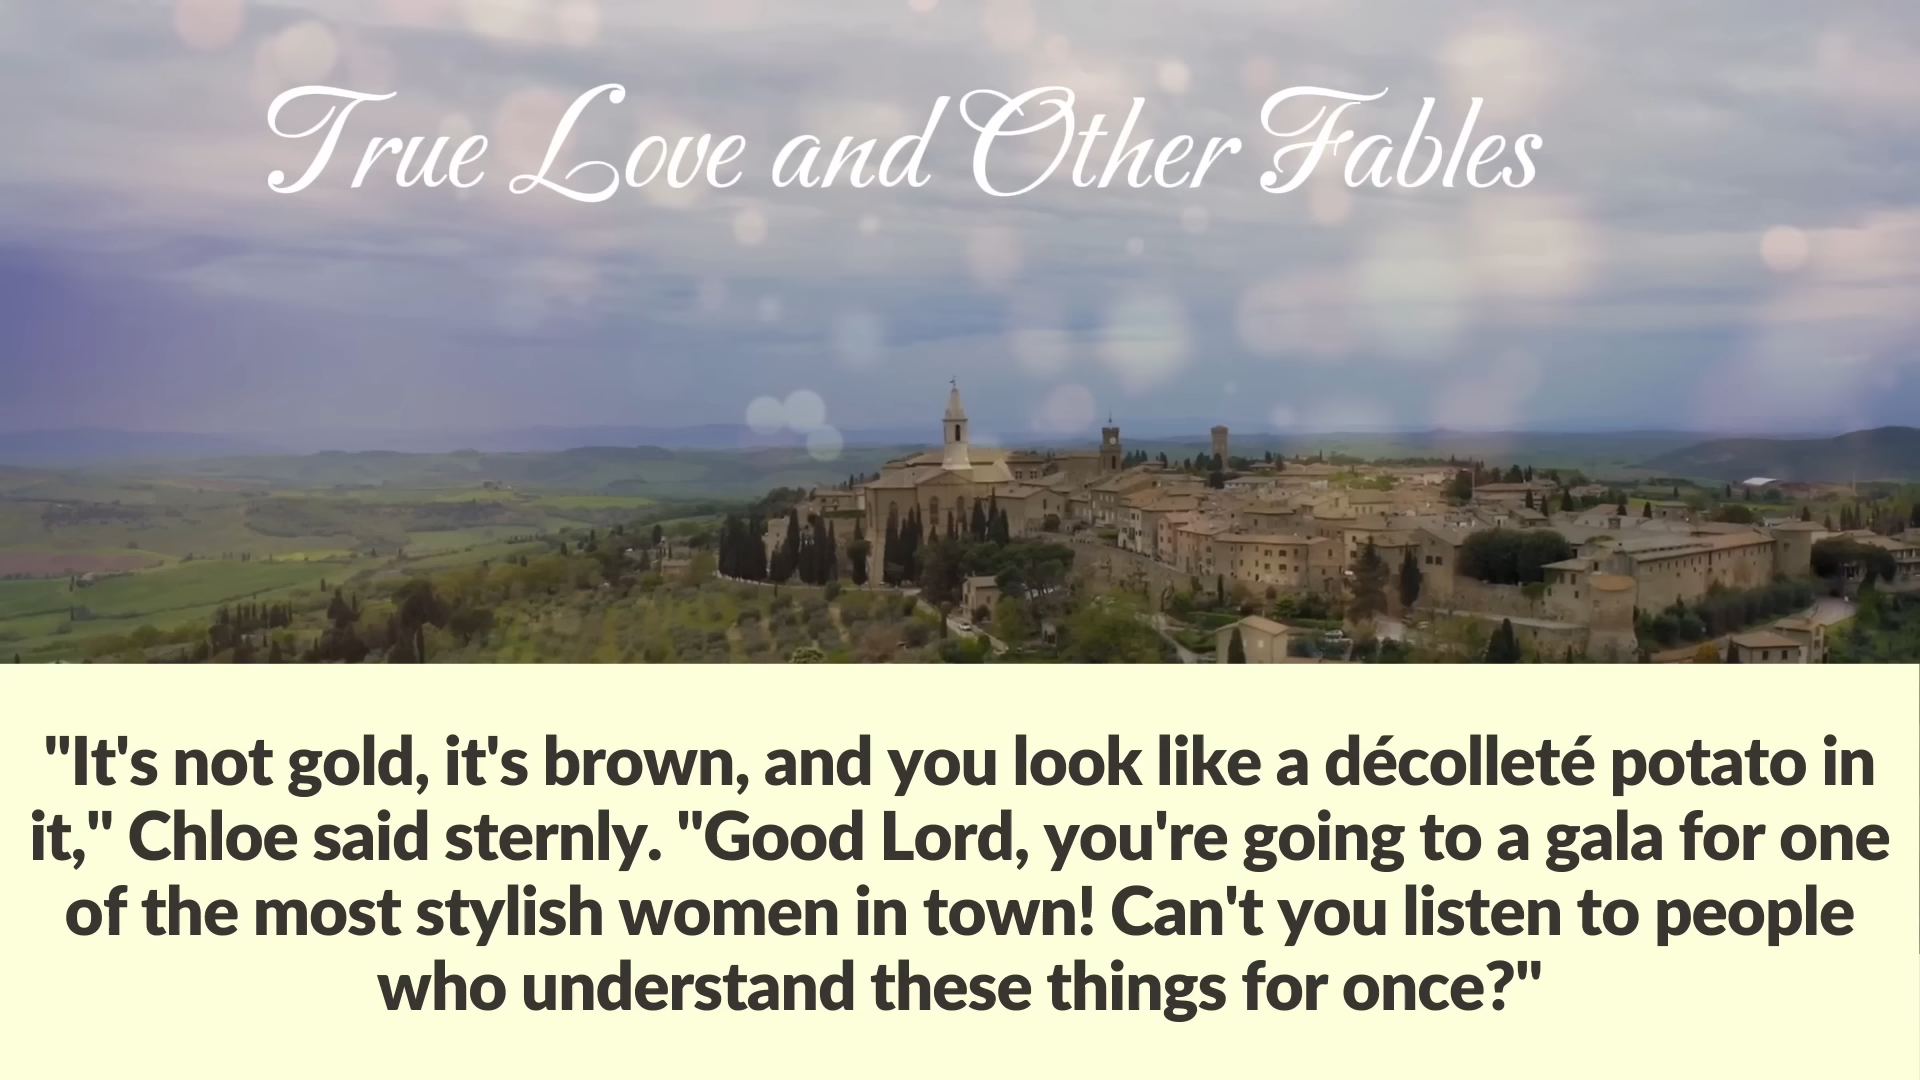 True Love and Other Fables
"It's not gold, it's brown, and you look like a décolleté potato in
it," Chloe said sternly. "Good Lord, you're going to a gala for one
of the most stylish women in town! Can't you listen to people
who understand these things for once?"